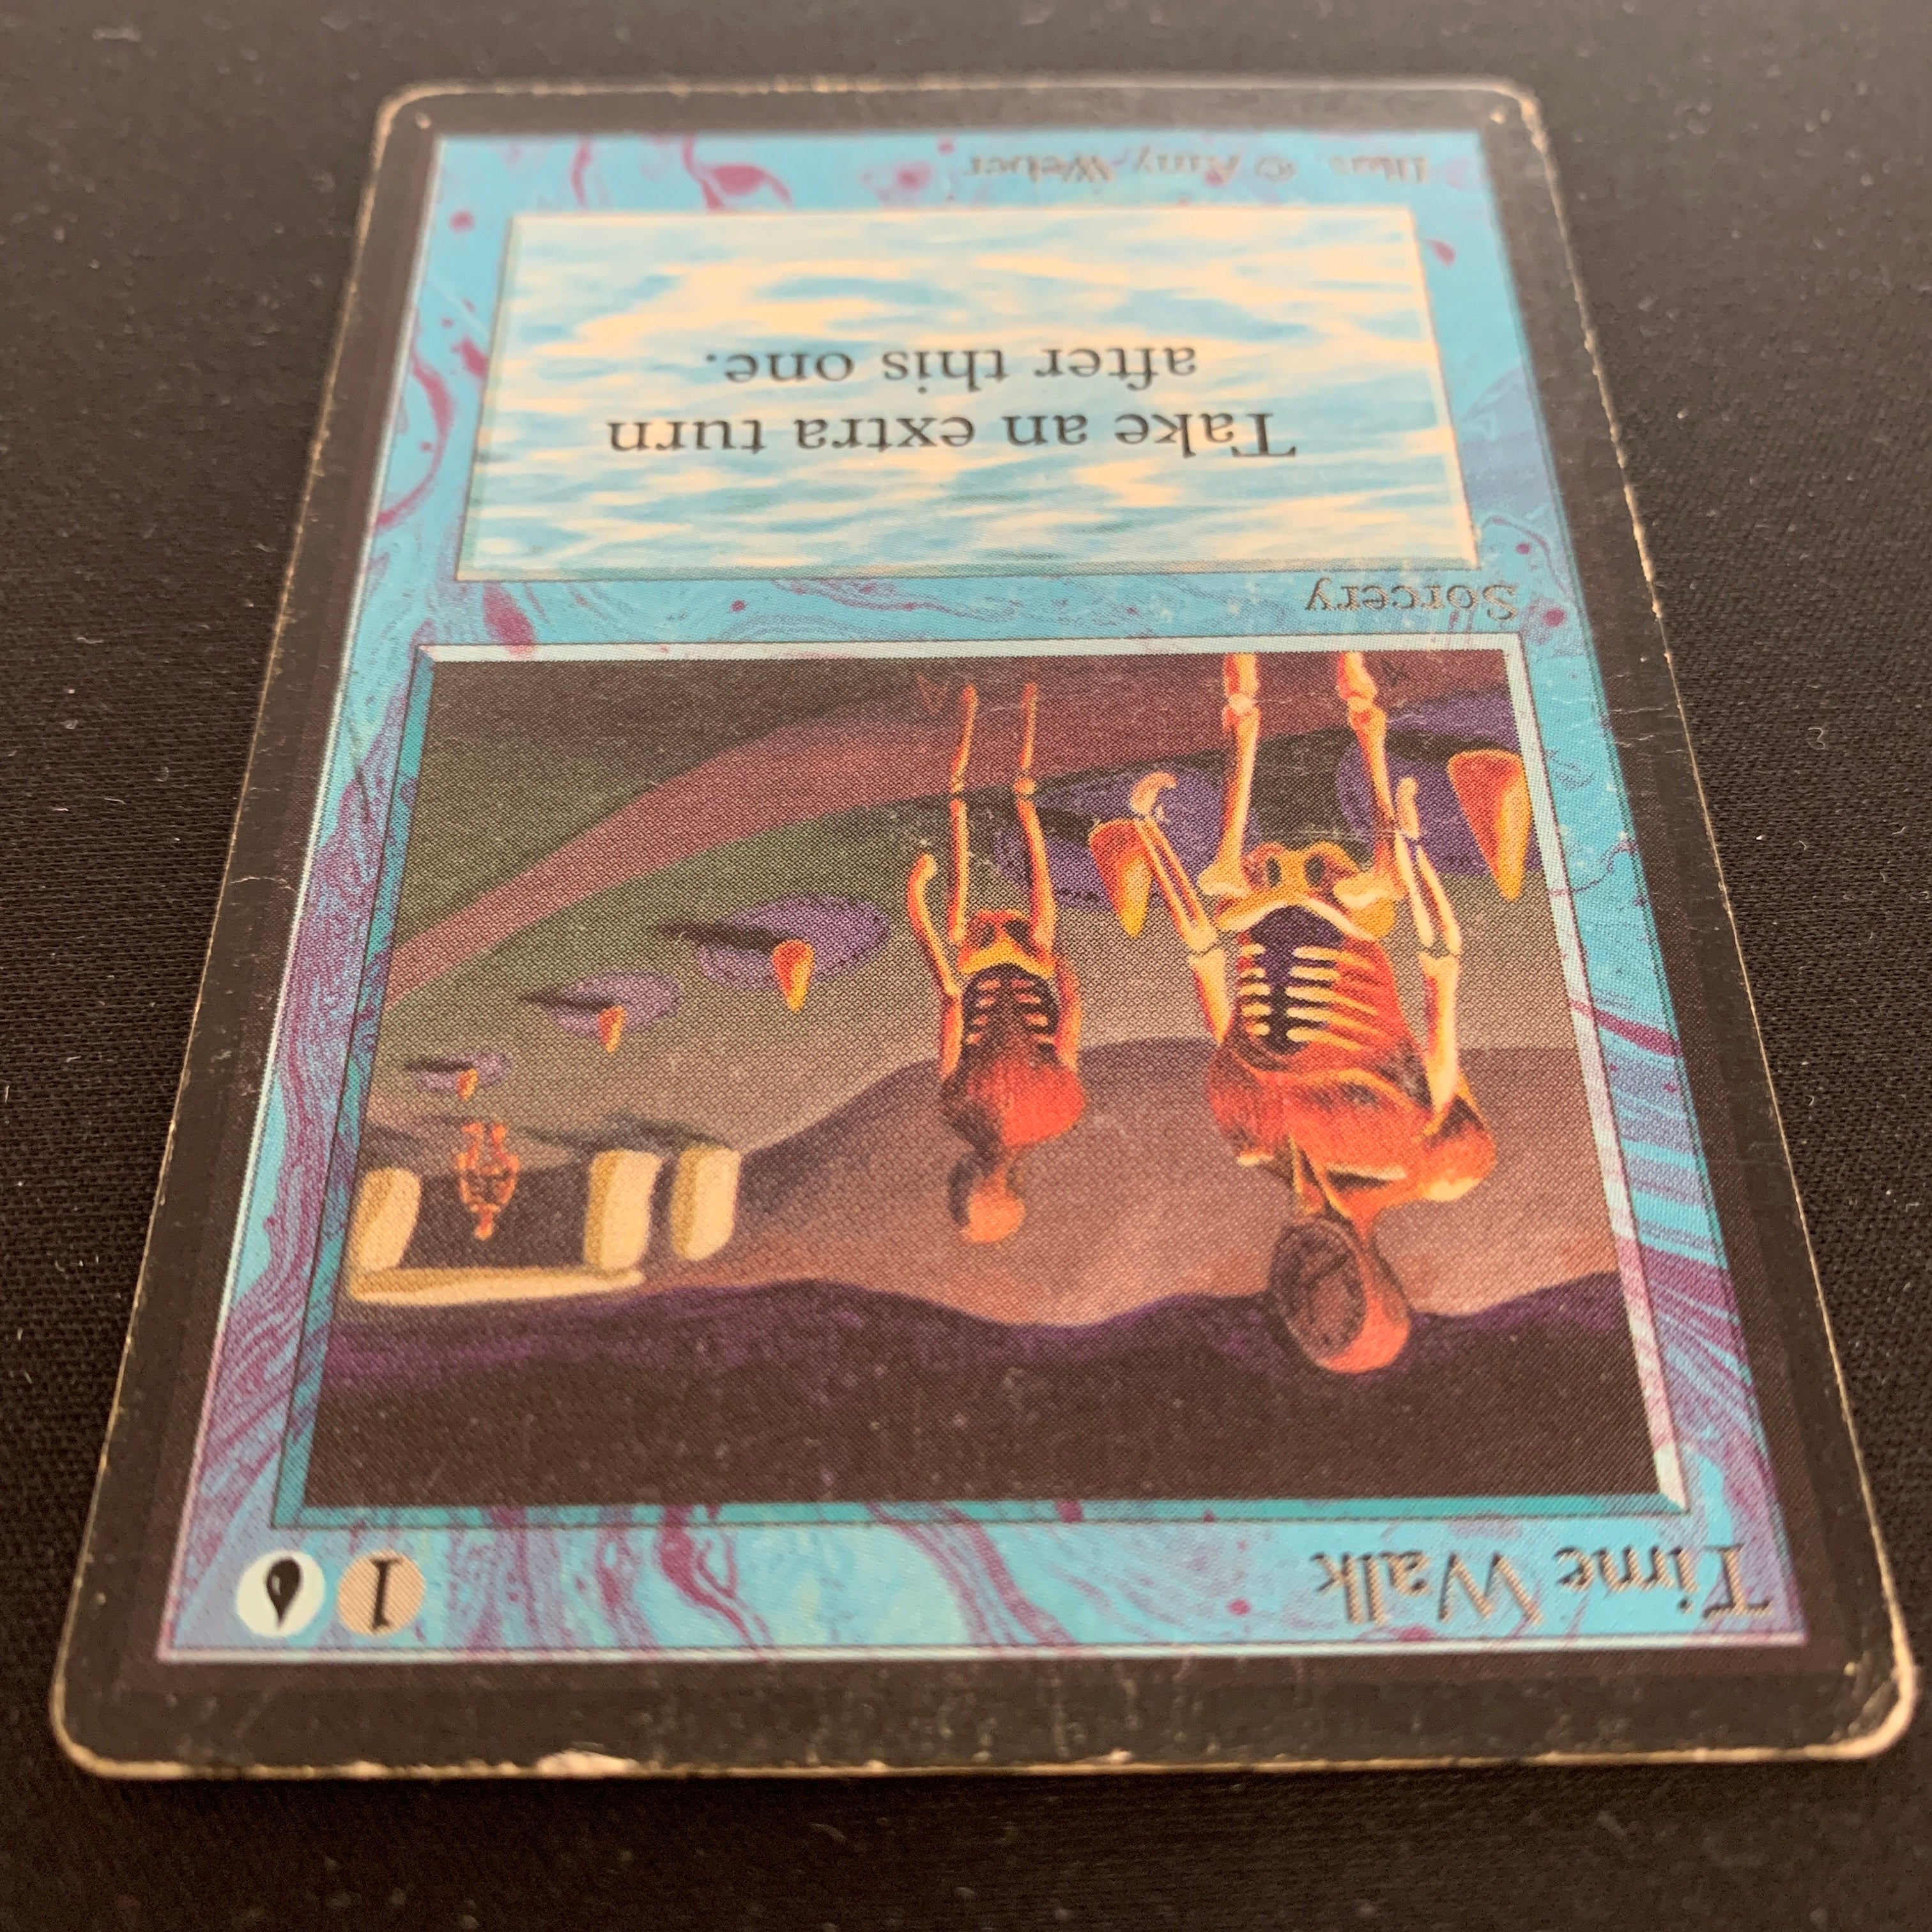 Time Walk
1
Sorcery
Take an extra turn
after this one.
Illus. © Amy Weber